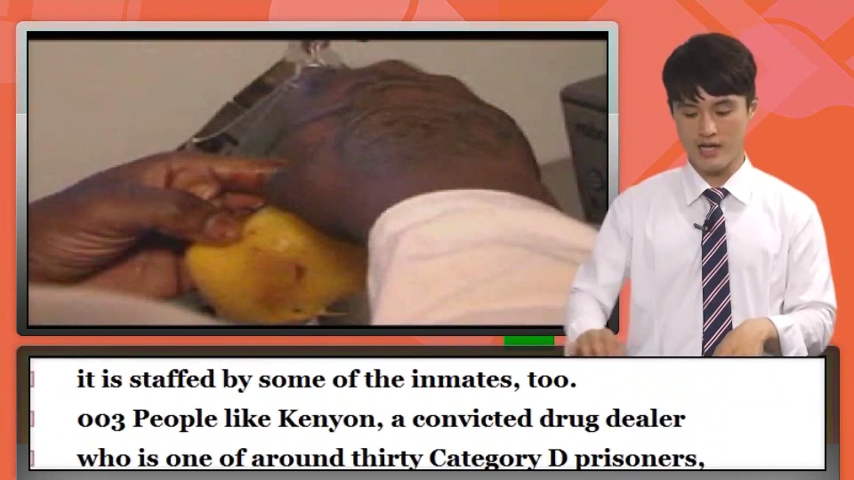 it is staffed by some of the inmates, too.
003 People like Kenyon, a convicted drug dealer
who is one of around thirty Category D prisoners,